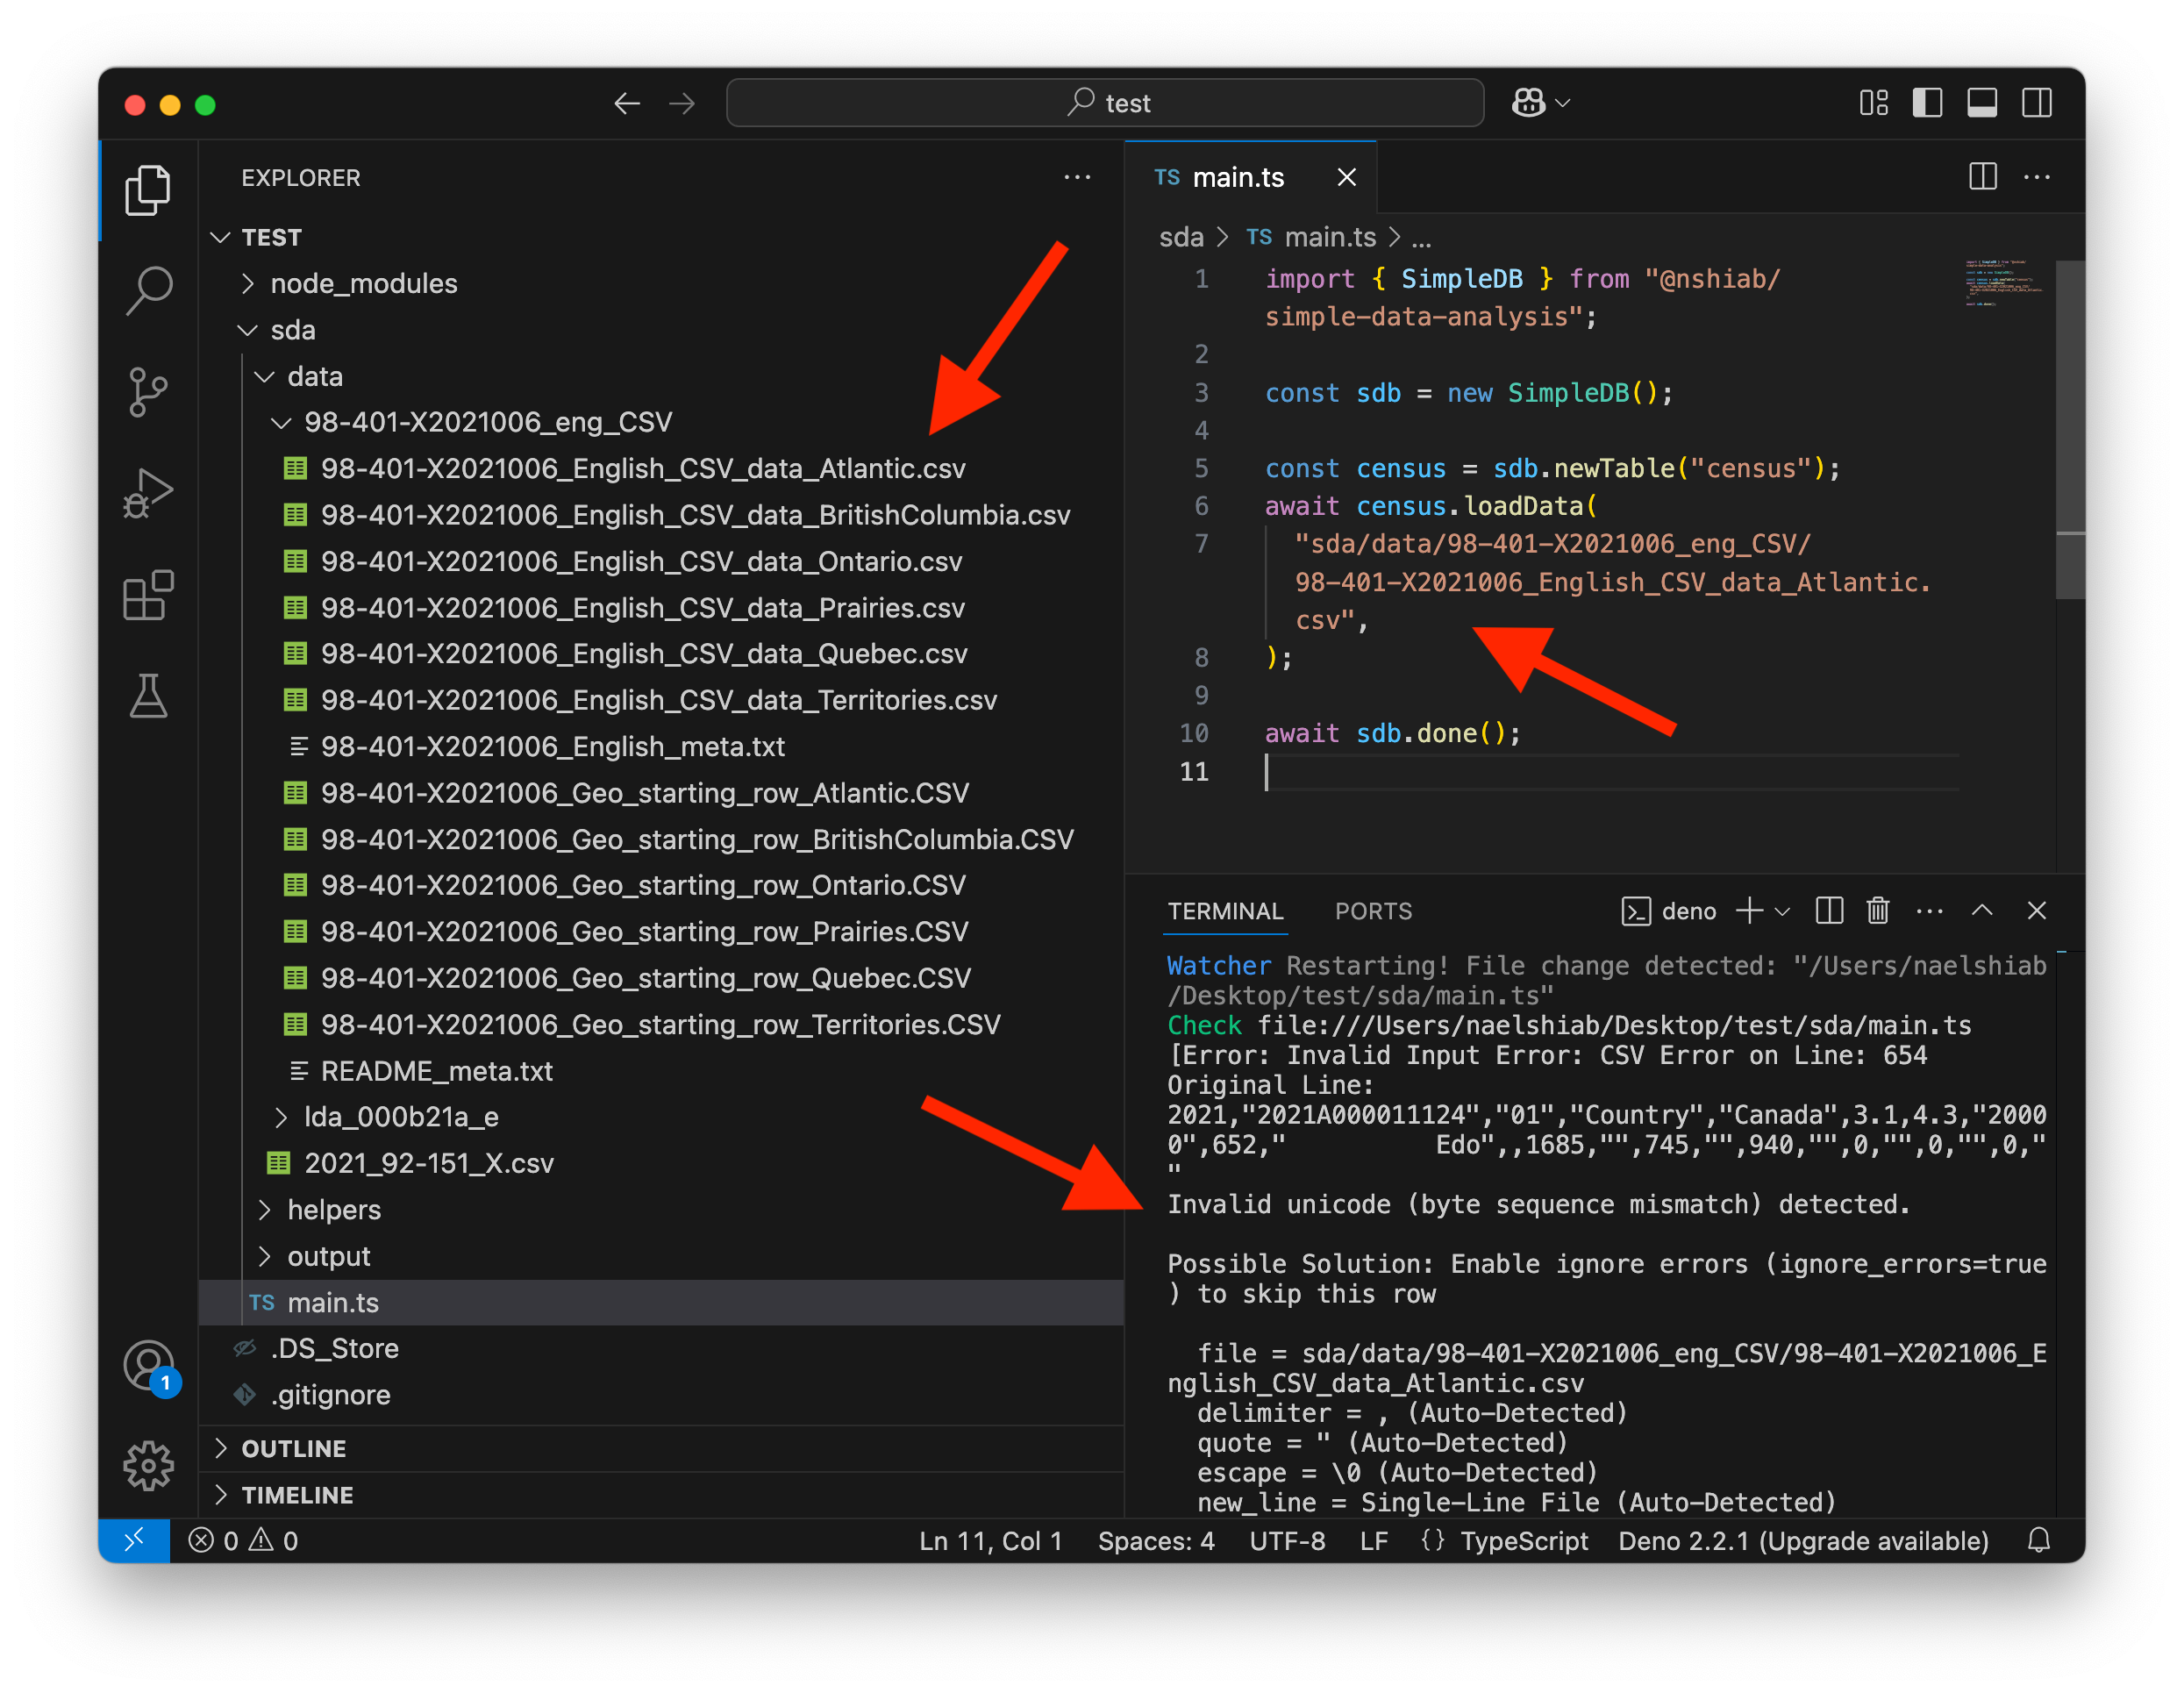 test
EXPLORER
TEST
node_modules
sda
data
98-401-X2021006_eng_CSV
98-401-X2021006_English_CSV_data_Atlantic.csv
98-401-X2021006_English_CSV_data_BritishColumbia.csv
98-401-X2021006_English_CSV_data_Ontario.csv
98-401-X2021006_English_CSV_data_Prairies.csv
98-401-X2021006_English_CSV_data_Quebec.csv
98-401-X2021006_English_CSV_data_Territories.csv
98-401-X2021006_English_meta.txt
98-401-X2021006_Geo_starting_row_Atlantic.CSV
98-401-X2021006_Geo_starting_row_BritishColumbia.CSV
98-401-X2021006_Geo_starting_row_Ontario.CSV
98-401-X2021006_Geo_starting_row_Prairies.CSV
98-401-X2021006_Geo_starting_row_Quebec.CSV
98-401-X2021006_Geo_starting_row_Territories.CSV
README_meta.txt
lda_000b21a_e
2021_92-151_X.csv
helpers
output
TS main.ts
.DS_Store
.gitignore
OUTLINE
TIMELINE
1
TS main.ts
sda > TS main.ts > ...
1 import { SimpleDB } from "@nshiab/
simple-data-analysis";
2
3 const sdb = new SimpleDB();
4
5 const census = sdb.newTable("census");
6 await census.loadData(
7 "sda/data/98-401-X2021006_eng_CSV/
98-401-X2021006_English_CSV_data_Atlantic.
csv",
8 );
9
10 await sdb.done();
11
TERMINAL PORTS deno
Watcher Restarting! File change detected: "/Users/naelshiab
/Desktop/test/sda/main.ts"
Check file:///Users/naelshiab/Desktop/test/sda/main.ts
[Error: Invalid Input Error: CSV Error on Line: 654
Original Line:
2021,"2021A000011124","01","Country","Canada",3.1,4.3,"2000
0",652,"          Edo",,1685,"",745,"",940,"",0,"",0,"",0,"
"
Invalid unicode (byte sequence mismatch) detected.
Possible Solution: Enable ignore errors (ignore_errors=true
) to skip this row
file = sda/data/98-401-X2021006_eng_CSV/98-401-X2021006_E
nglish_CSV_data_Atlantic.csv
delimiter = , (Auto-Detected)
quote = " (Auto-Detected)
escape = \0 (Auto-Detected)
new_line = Single-Line File (Auto-Detected)
0 0 Ln 11, Col 1 Spaces: 4 UTF-8 LF {} TypeScript Deno 2.2.1 (Upgrade available)